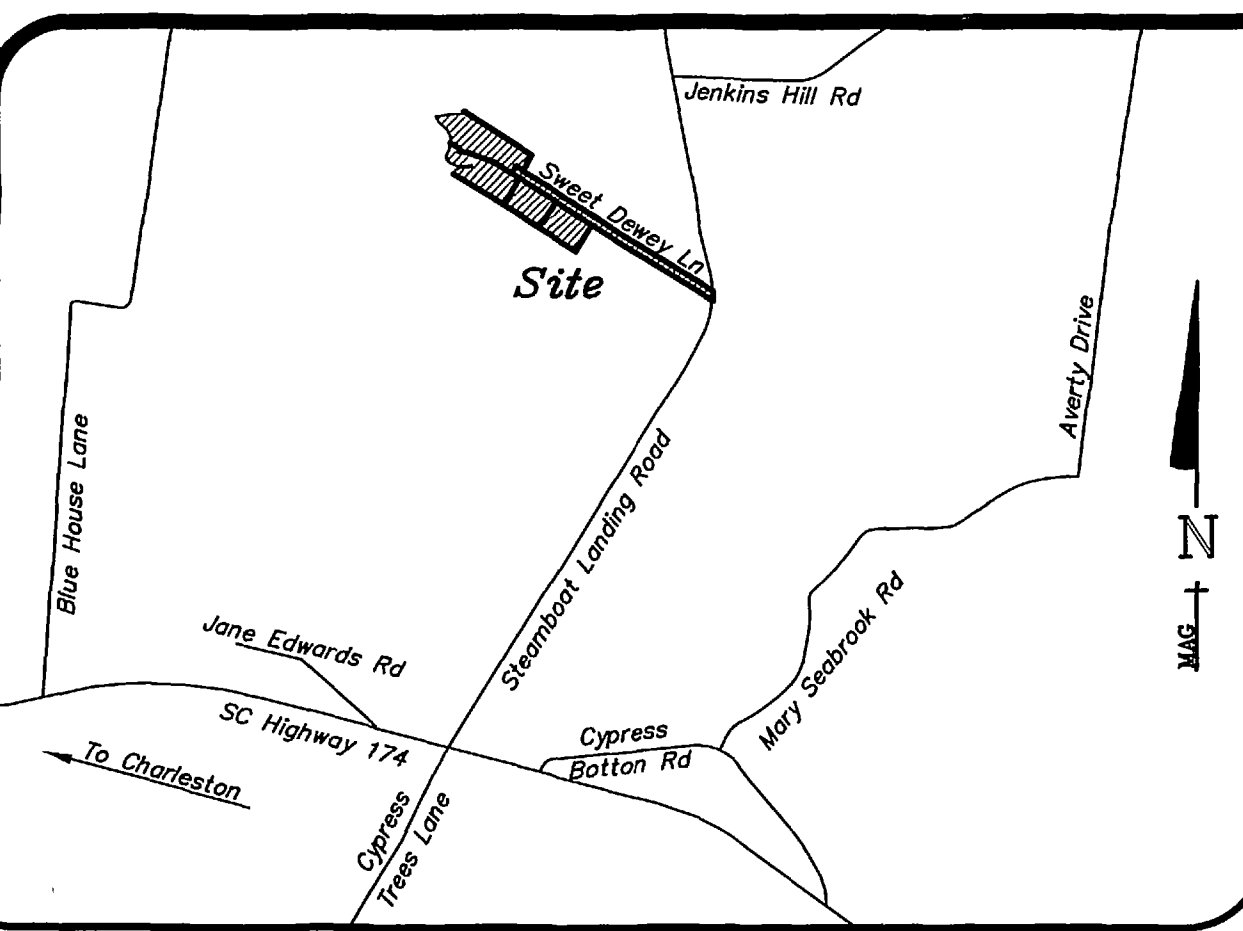 Jenkins Hill Rd
Sweet Dewey Ln
Site
Averty Drive
Blue House Lane
Steamboat Landing Road
N
MAG
Jane Edwards Rd
Mary Seabrook Rd
SC Highway 174
Cypress
Botton Rd
To Charleston
Cypress
Trees Lane